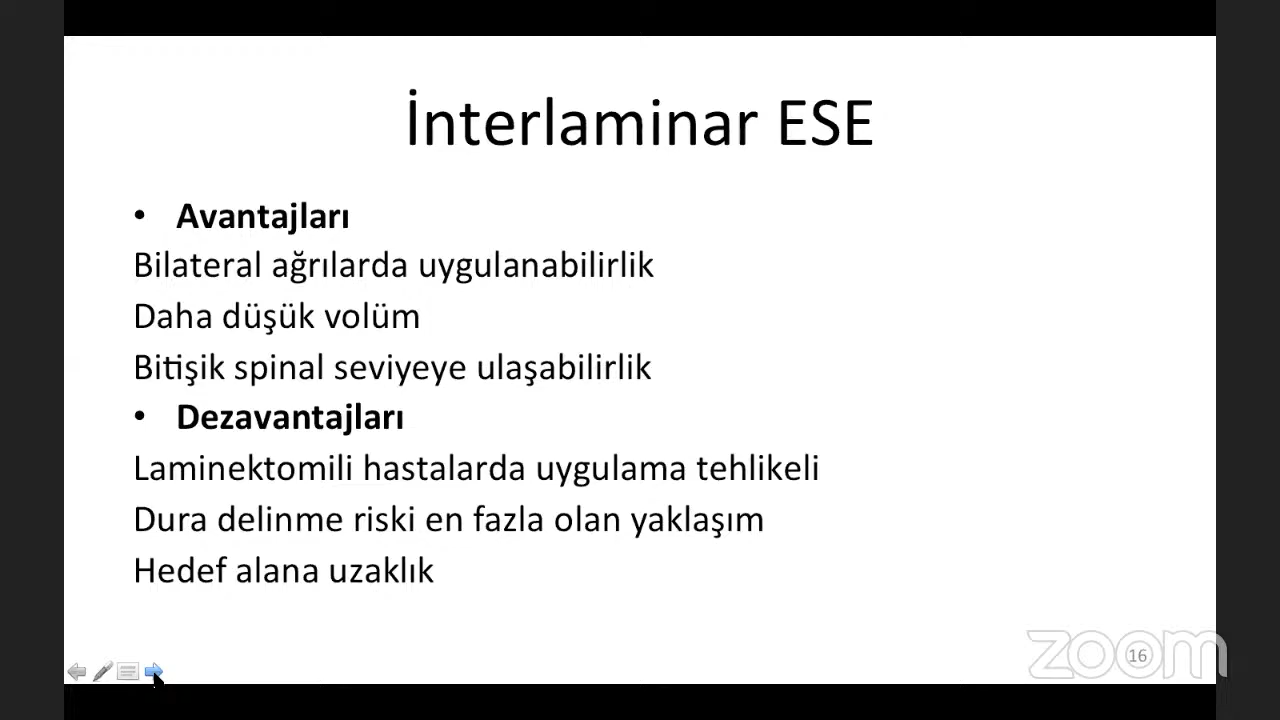 İnterlaminar ESE
• Avantajları
Bilateral ağrılarda uygulanabilirlik
Daha düşük volüm
Bitişik spinal seviyeye ulaşabilirlik
• Dezavantajları
Laminektomili hastalarda uygulama tehlikeli
Dura delinme riski en fazla olan yaklaşım
Hedef alana uzaklık
zoom
16